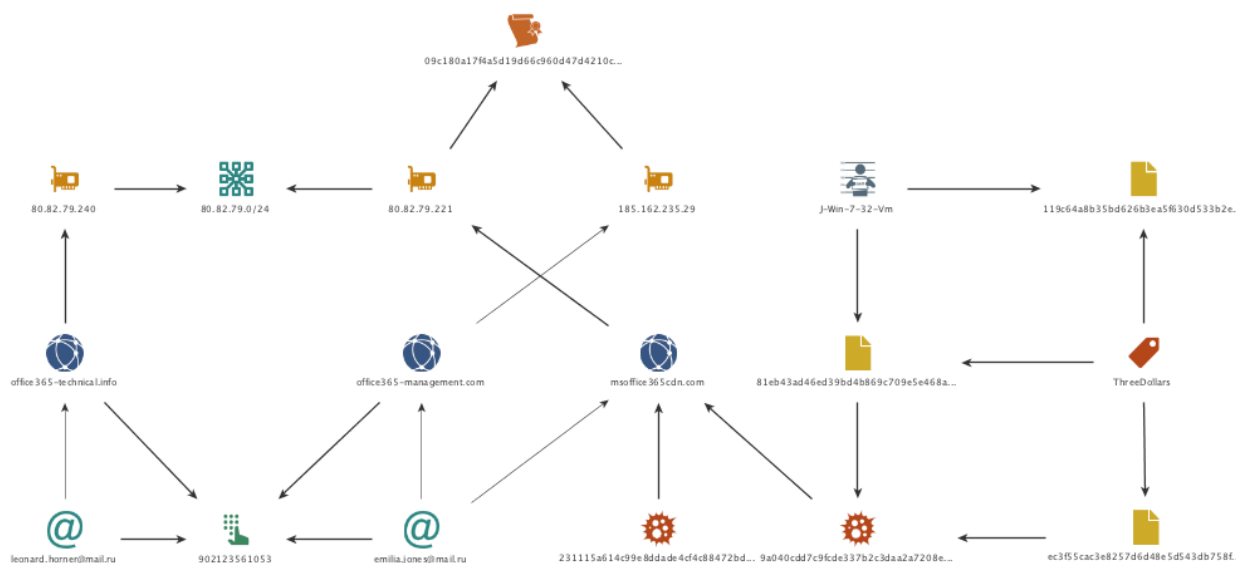 09c180a17f4a5d19d66c960d47d4210c...
80.82.79.240
80.82.79.0/24
80.82.79.221
185.162.235.29
J-Win-7-32-Vm
119c64a8b35bd626b3ea5f630d533b2e...
office365-technical.info
office365-management.com
msoffice365cdn.com
81eb43ad46ed39bd4b869c709e5e468a...
ThreeDollars
leonard.horner@mail.ru
902123561053
emilia.jones@mail.ru
231115a614c99e8ddade4cf4c88472bd...
9a040cdd7c9fcde337b2c3daa2a7208e...
ec3f55cac3e8257d6d48e5d543db758f...